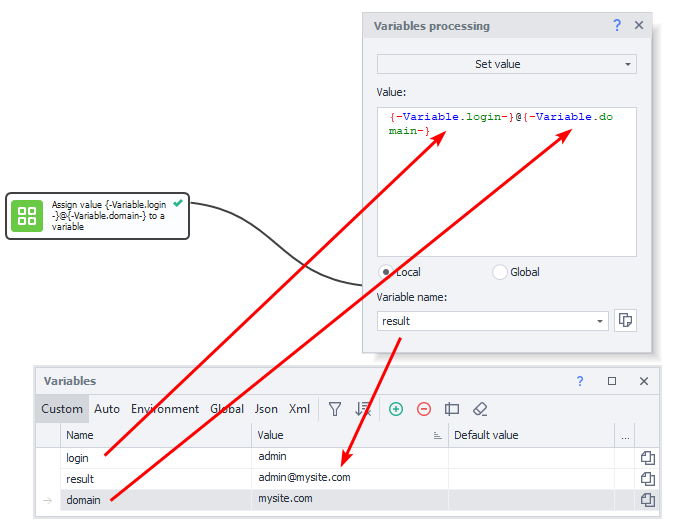 Variables processing ?
Set value
Value:
{-Variable.login-}@{-Variable.do
main-}
Assign value {-Variable.login
-}@{-Variable.domain-} to a
variable
Local Global
Variable name:
result
Variables ?
Custom Auto Environment Global Json Xml
Name Value Default value ...
login admin
result admin@mysite.com
domain mysite.com